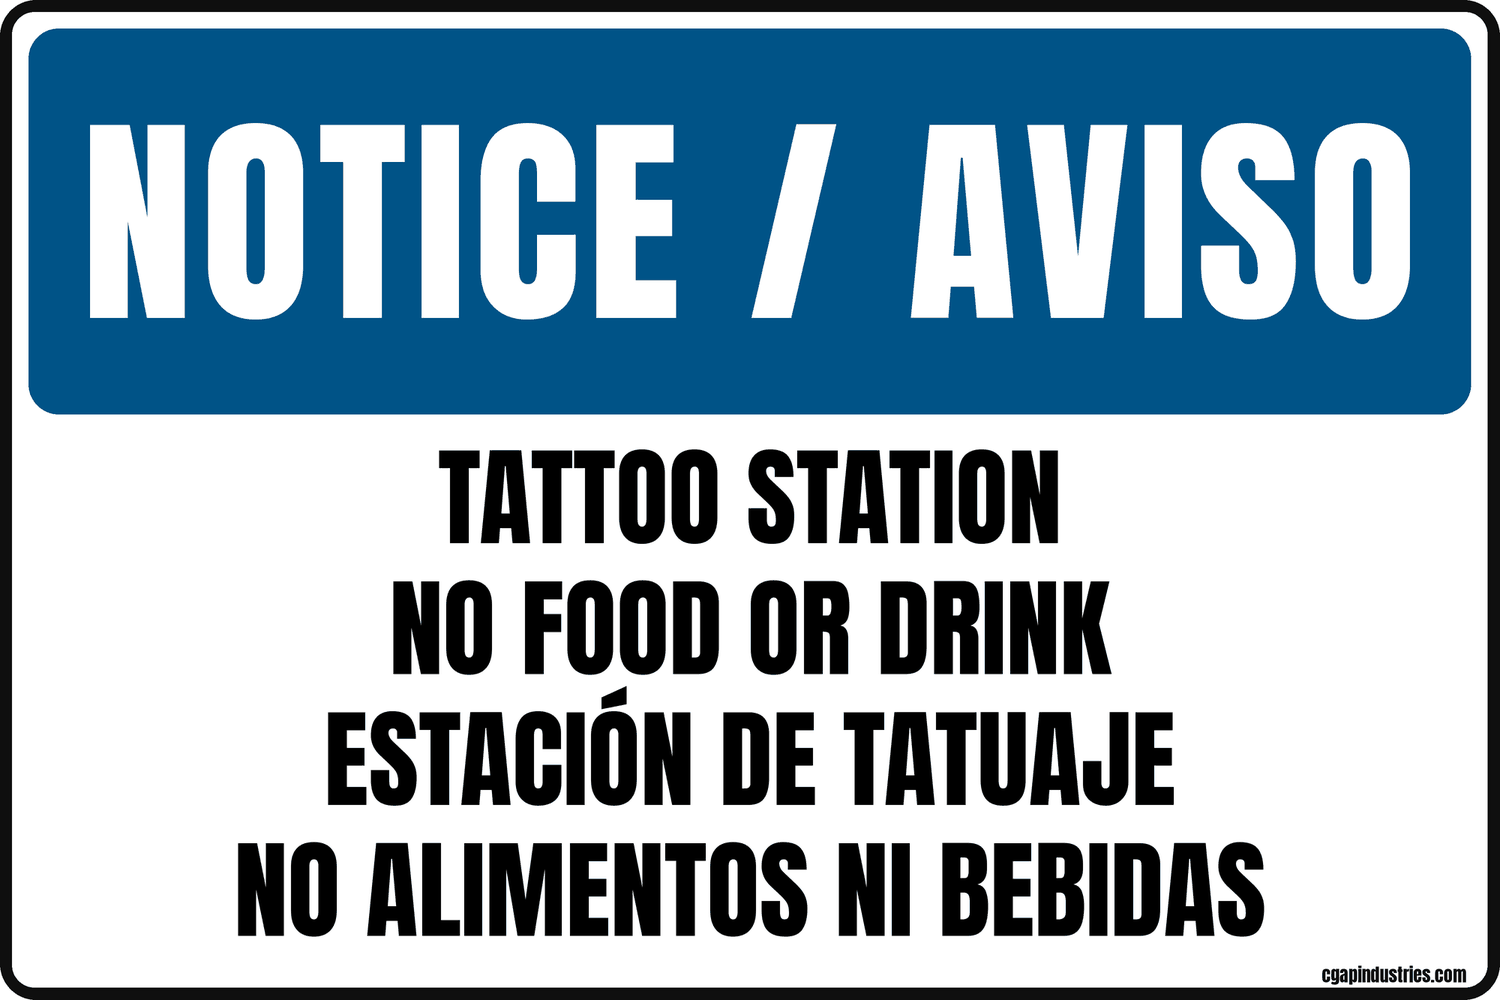 NOTICE / AVISO
TATTOO STATION
NO FOOD OR DRINK
ESTACIÓN DE TATUAJE
NO ALIMENTOS NI BEBIDAS
cgapindustries.com